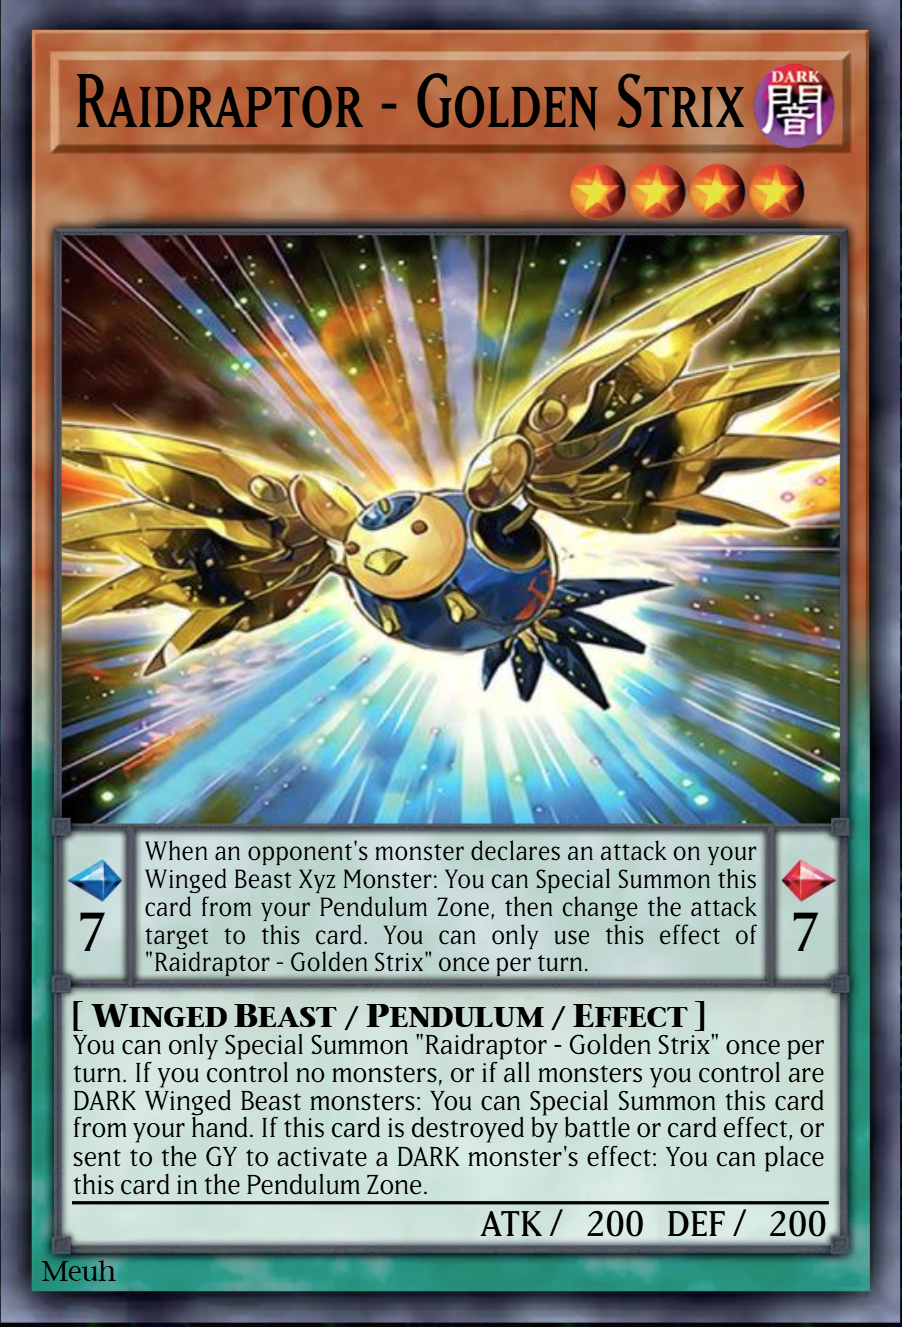 RAIDRAPTOR - GOLDEN STRIX
DARK
闇
When an opponent's monster declares an attack on your
Winged Beast Xyz Monster: You can Special Summon this
card from your Pendulum Zone, then change the attack
target to this card. You can only use this effect of
"Raidraptor - Golden Strix" once per turn.
7
7
[ WINGED BEAST / PENDULUM / EFFECT ]
You can only Special Summon "Raidraptor - Golden Strix" once per
turn. If you control no monsters, or if all monsters you control are
DARK Winged Beast monsters: You can Special Summon this card
from your hand. If this card is destroyed by battle or card effect, or
sent to the GY to activate a DARK monster's effect: You can place
this card in the Pendulum Zone.
ATK / 200 DEF / 200
Meuh